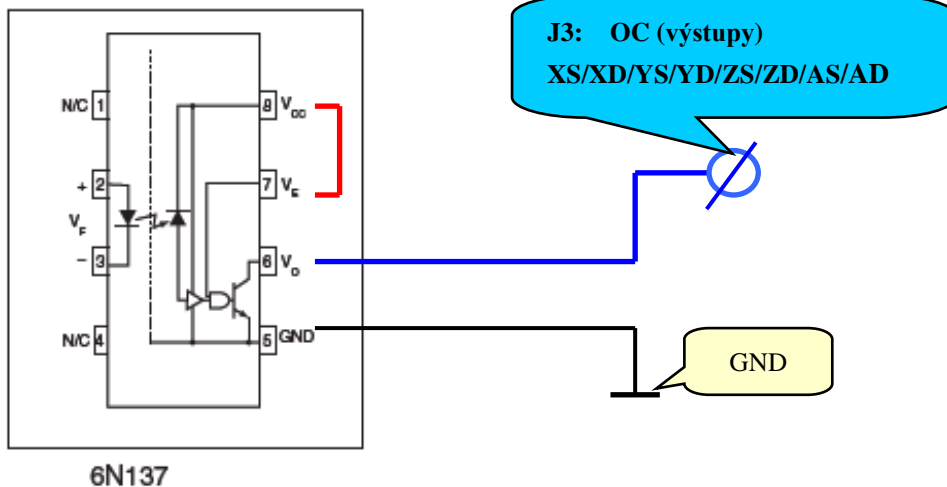 J3: OC (výstupy)
XS/XD/YS/YD/ZS/ZD/AS/AD
N/C 1
8 VCC
+ 2
7 VE
VF
- 3
6 VO
N/C 4
5 GND
GND
6N137